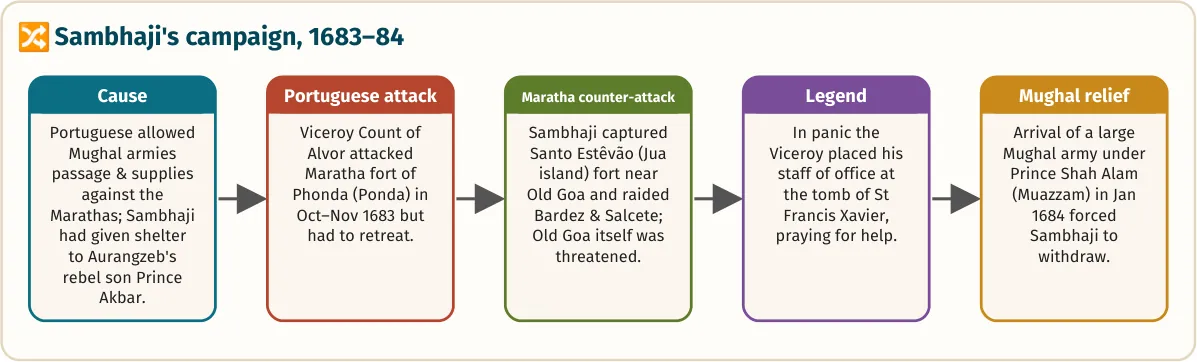 Sambhaji's campaign, 1683–84
Cause
Portuguese allowed
Mughal armies
passage & supplies
against the
Marathas; Sambhaji
had given shelter
to Aurangzeb's
rebel son Prince
Akbar.
Portuguese attack
Viceroy Count of
Alvor attacked
Maratha fort of
Phonda (Ponda) in
Oct–Nov 1683 but
had to retreat.
Maratha counter-attack
Sambhaji captured
Santo Estêvão (Jua
island) fort near
Old Goa and raided
Bardez & Salcete;
Old Goa itself was
threatened.
Legend
In panic the
Viceroy placed his
staff of office at
the tomb of St
Francis Xavier,
praying for help.
Mughal relief
Arrival of a large
Mughal army under
Prince Shah Alam
(Muazzam) in Jan
1684 forced
Sambhaji to
withdraw.